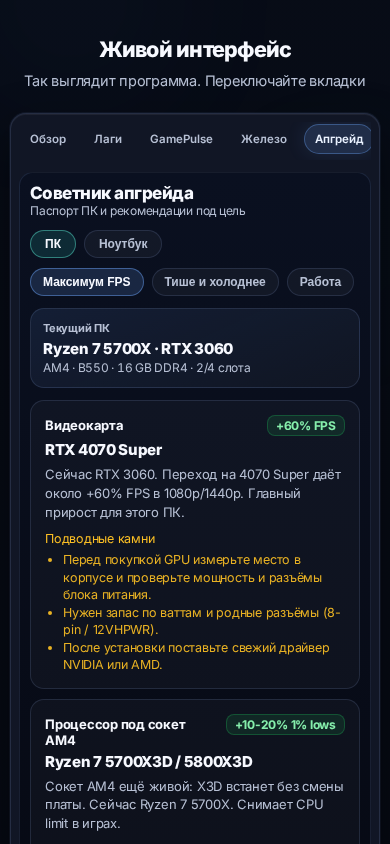 Живой интерфейс
Так выглядит программа. Переключайте вкладки
Обзор Лаги GamePulse Железо Апгрейд
Советник апгрейда
Паспорт ПК и рекомендации под цель
ПК Ноутбук
Максимум FPS Тише и холоднее Работа
Текущий ПК
Ryzen 7 5700X · RTX 3060
AM4 · B550 · 16 GB DDR4 · 2/4 слота
Видеокарта +60% FPS
RTX 4070 Super
Сейчас RTX 3060. Переход на 4070 Super даёт
около +60% FPS в 1080p/1440p. Главный
прирост для этого ПК.
Подводные камни
• Перед покупкой GPU измерьте место в
корпусе и проверьте мощность и разъёмы
блока питания.
• Нужен запас по ваттам и родные разъёмы (8-
pin / 12VHPWR).
• После установки поставьте свежий драйвер
NVIDIA или AMD.
Процессор под сокет +10-20% 1% lows
AM4
Ryzen 7 5700X3D / 5800X3D
Сокет AM4 ещё живой: X3D встанет без смены
платы. Сейчас Ryzen 7 5700X. Снимает CPU
limit в играх.